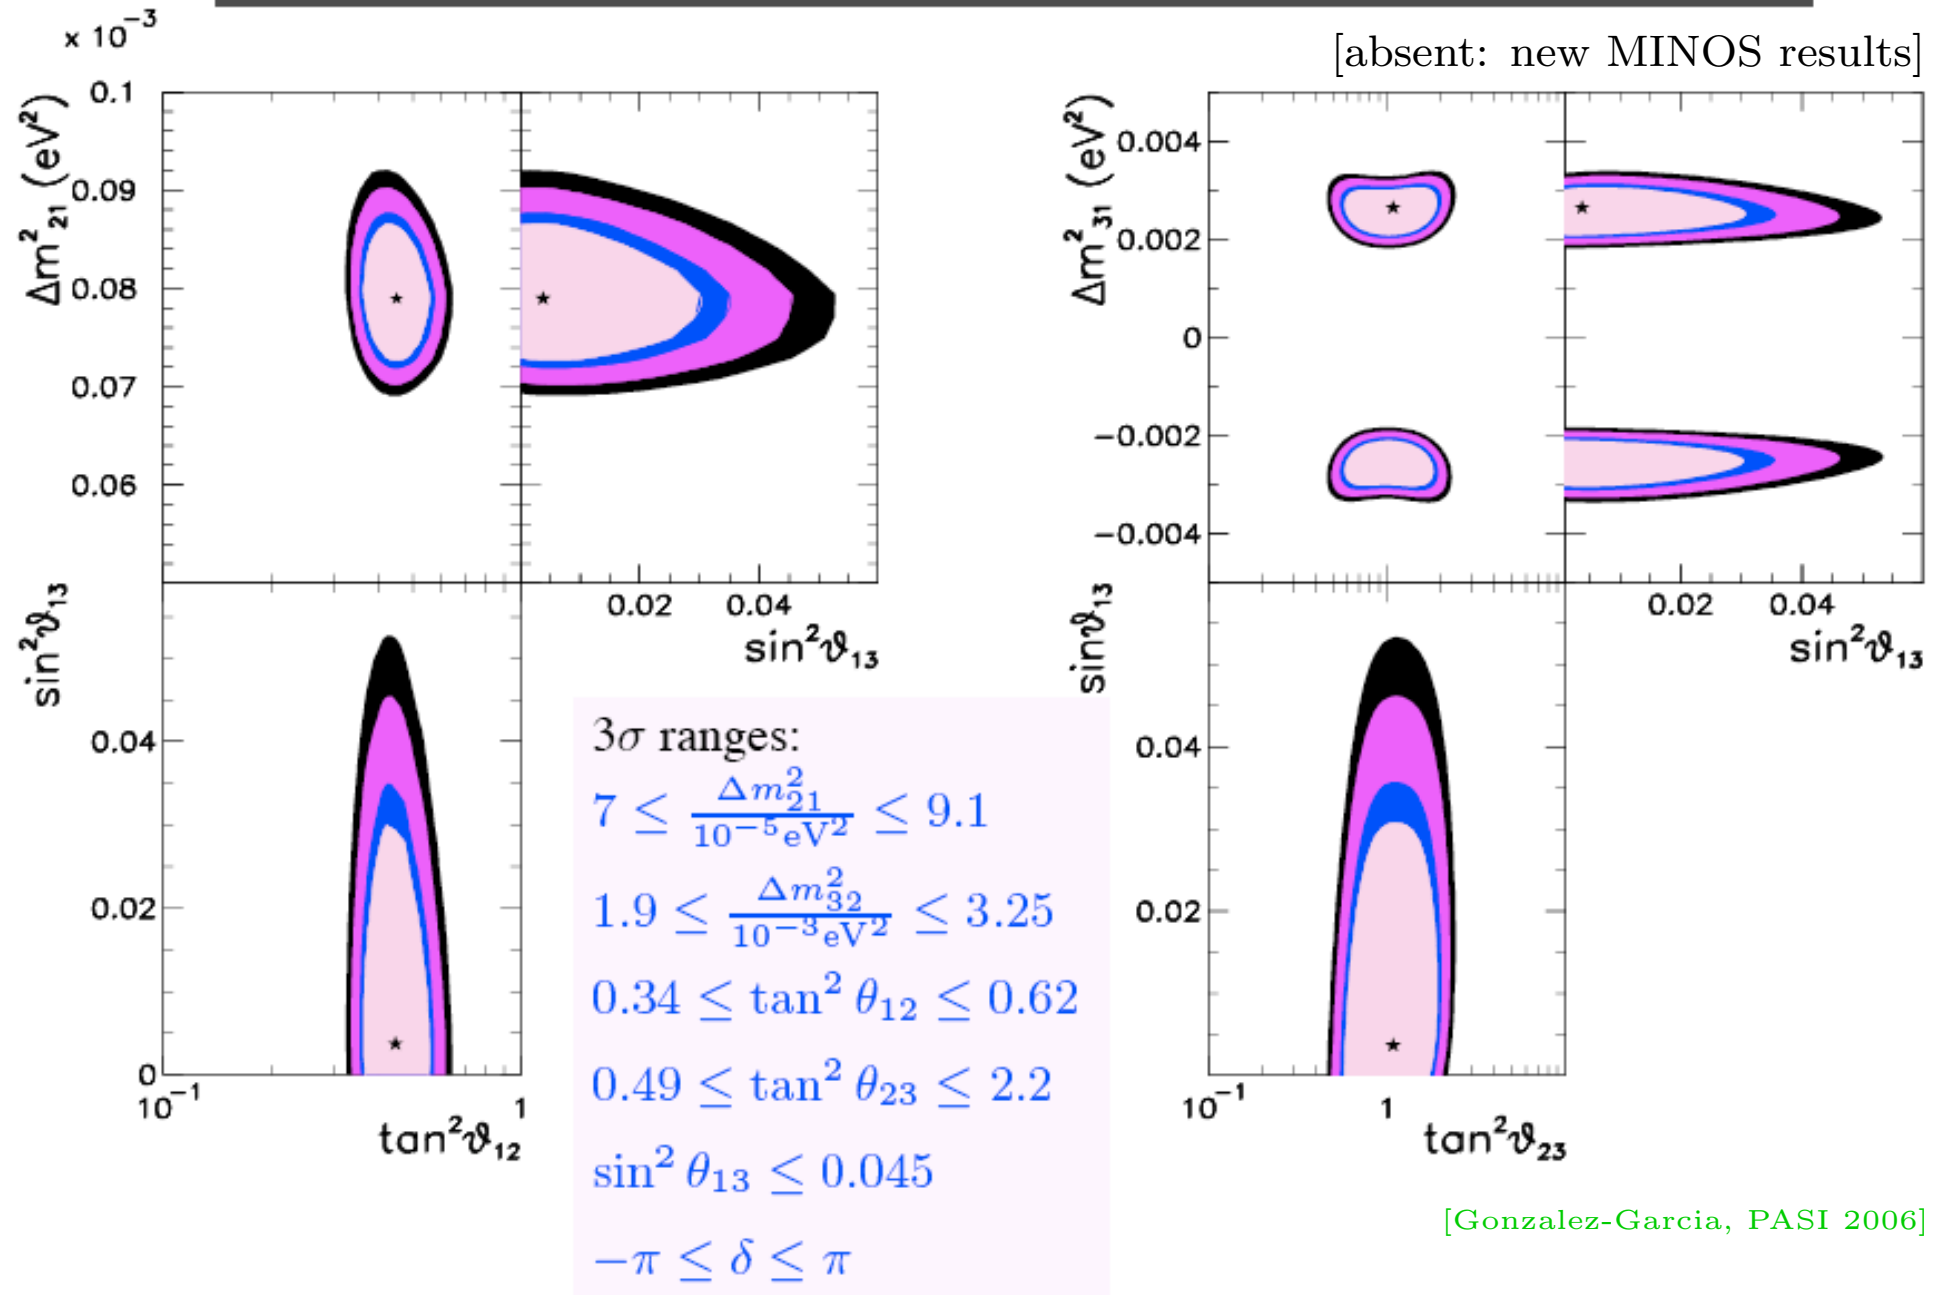 [absent: new MINOS results]
x 10⁻³
Δm²₂₁ (eV²)
0.1
0.09
0.08
0.07
0.06
0.02 0.04
sin²ϑ₁₃
sin²ϑ₁₃
0.04
0.02
0
10⁻¹ 1
tan²ϑ₁₂
Δm²₃₁ (eV²)
0.004
0.002
0
−0.002
−0.004
0.02 0.04
sin²ϑ₁₃
sinϑ₁₃
0.04
0.02
10⁻¹ 1
tan²ϑ₂₃
3σ ranges:
7 ≤ Δm²₂₁/10⁻⁵eV² ≤ 9.1
1.9 ≤ Δm²₃₂/10⁻³eV² ≤ 3.25
0.34 ≤ tan² θ₁₂ ≤ 0.62
0.49 ≤ tan² θ₂₃ ≤ 2.2
sin² θ₁₃ ≤ 0.045
−π ≤ δ ≤ π
[Gonzalez-Garcia, PASI 2006]